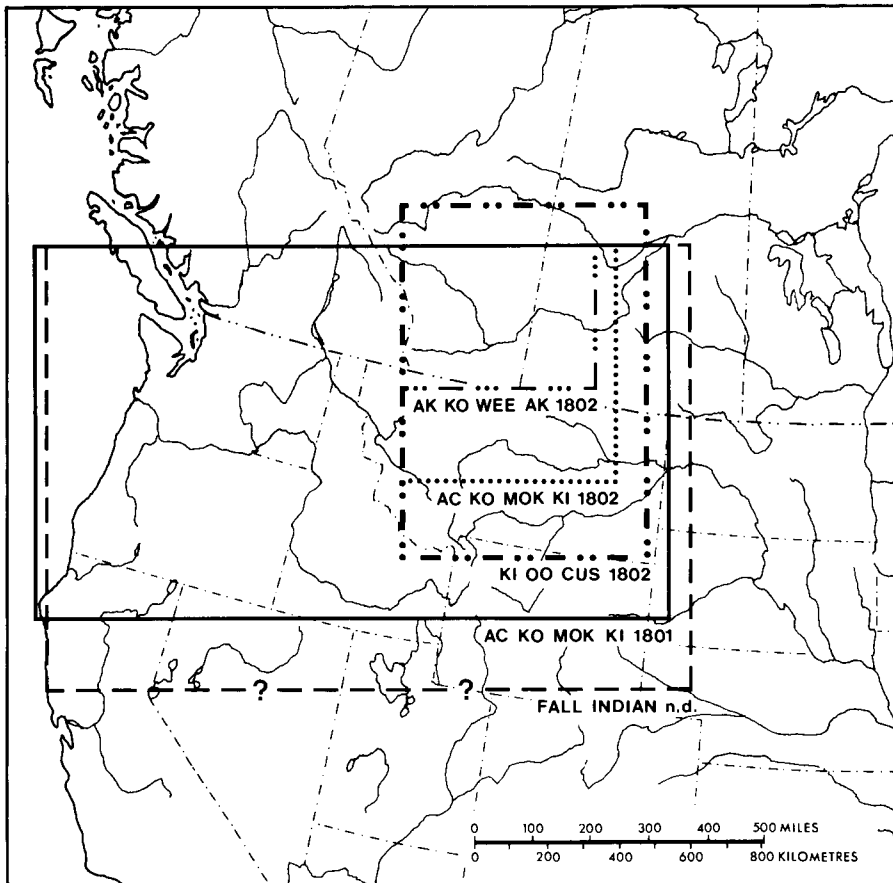 AK KO WEE AK 1802
AC KO MOK KI 1802
KI OO CUS 1802
AC KO MOK KI 1801
? ?
FALL INDIAN n.d.
0 100 200 300 400 500 MILES
0 200 400 600 800 KILOMETRES